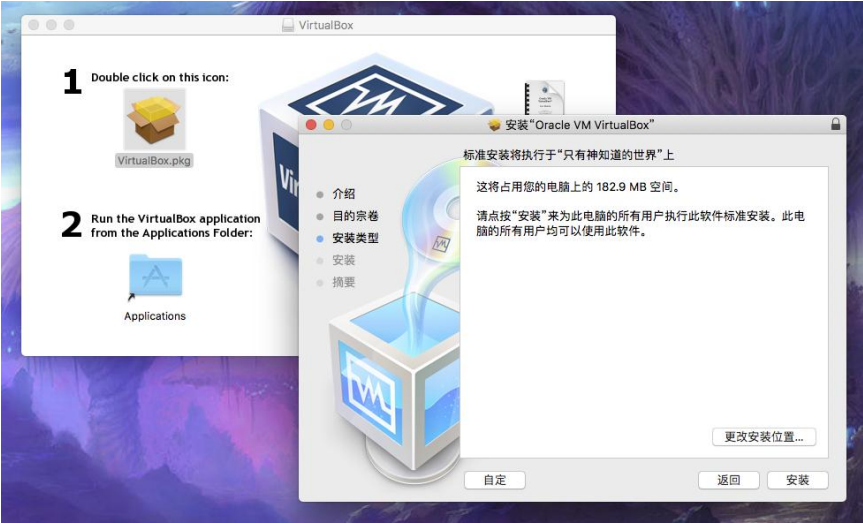 VirtualBox
1
Double click on this icon:
VirtualBox.pkg
2
Run the VirtualBox application
from the Applications Folder:
Applications
安装“Oracle VM VirtualBox”
标准安装将执行于“只有神知道的世界”上
介绍
目的宗卷
安装类型
安装
摘要
这将占用您的电脑上的 182.9 MB 空间。
请点按“安装”来为此电脑的所有用户执行此软件标准安装。此电
脑的所有用户均可以使用此软件。
更改安装位置...
自定
返回
安装